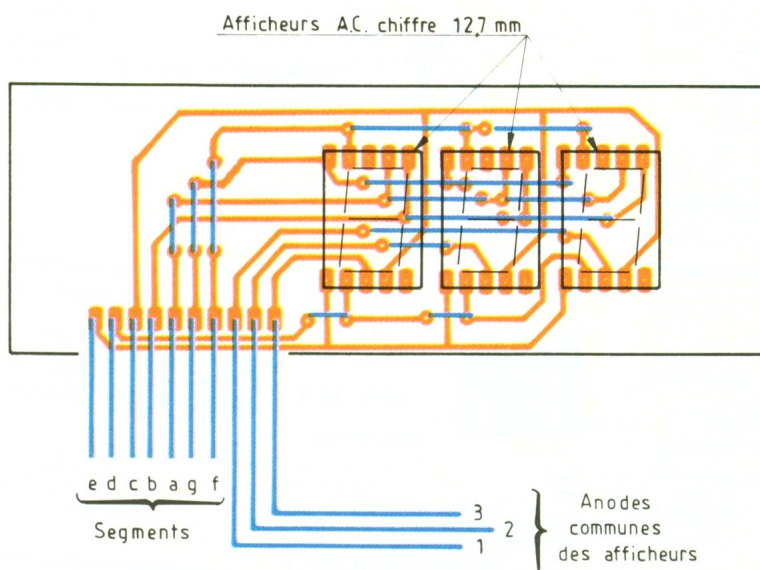 Afficheurs A.C. chiffre 12,7 mm
e d c b a g f
Segments
3
2
1
Anodes
communes
des afficheurs